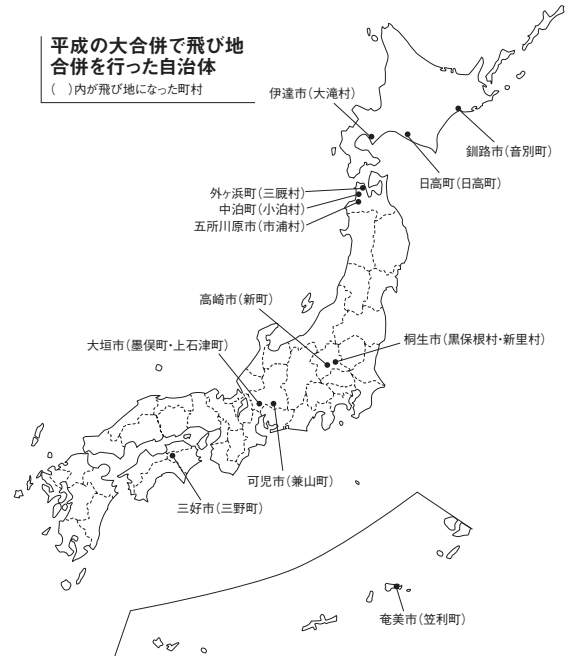 平成の大合併で飛び地
合併を行った自治体
(　)内が飛び地になった町村
伊達市(大滝村)
釧路市(音別町)
日高町(日高町)
外ヶ浜町(三厩村)
中泊町(小泊村)
五所川原市(市浦村)
高崎市(新町)
桐生市(黒保根村・新里村)
大垣市(墨俣町・上石津町)
可児市(兼山町)
三好市(三野町)
奄美市(笠利町)